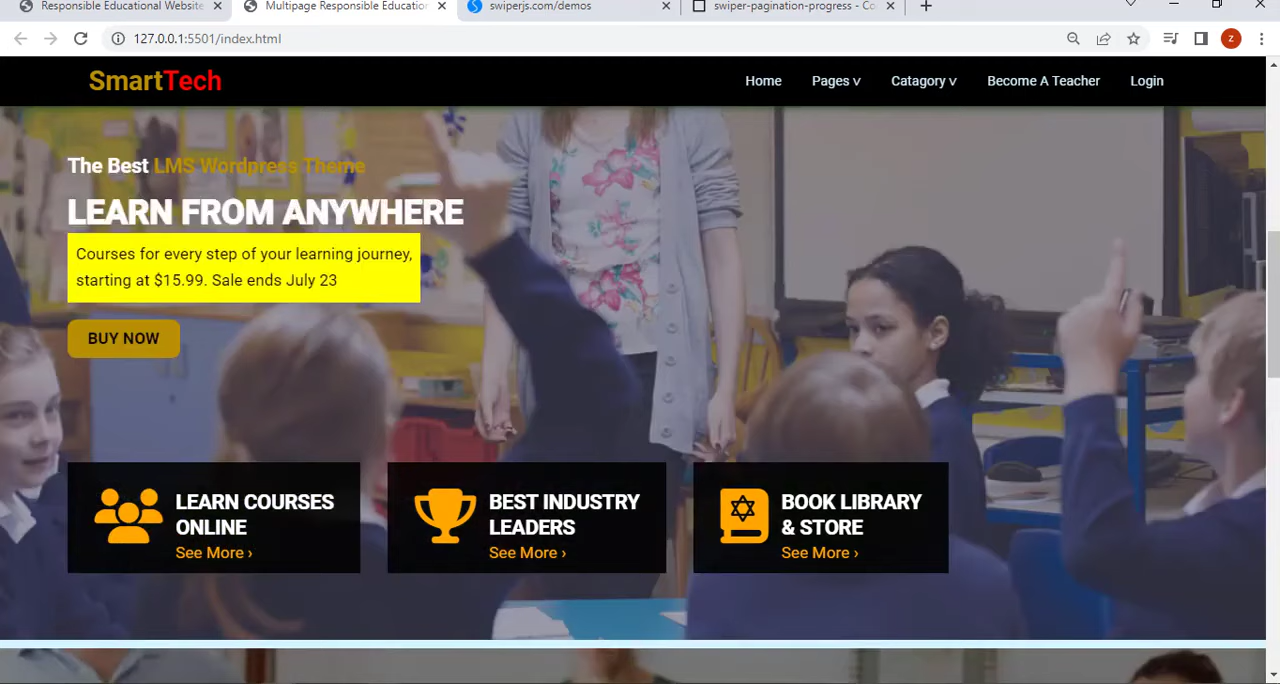 Responsible Educational Website
Multipage Responsible Education
swiperjs.com/demos
swiper-pagination-progress - Co
127.0.0.1:5501/index.html
z
SmartTech
Home
Pages v
Catagory v
Become A Teacher
Login
The Best LMS Wordpress Theme
LEARN FROM ANYWHERE
Courses for every step of your learning journey,
starting at $15.99. Sale ends July 23
BUY NOW
LEARN COURSES
ONLINE
See More ›
BEST INDUSTRY
LEADERS
See More ›
BOOK LIBRARY
& STORE
See More ›